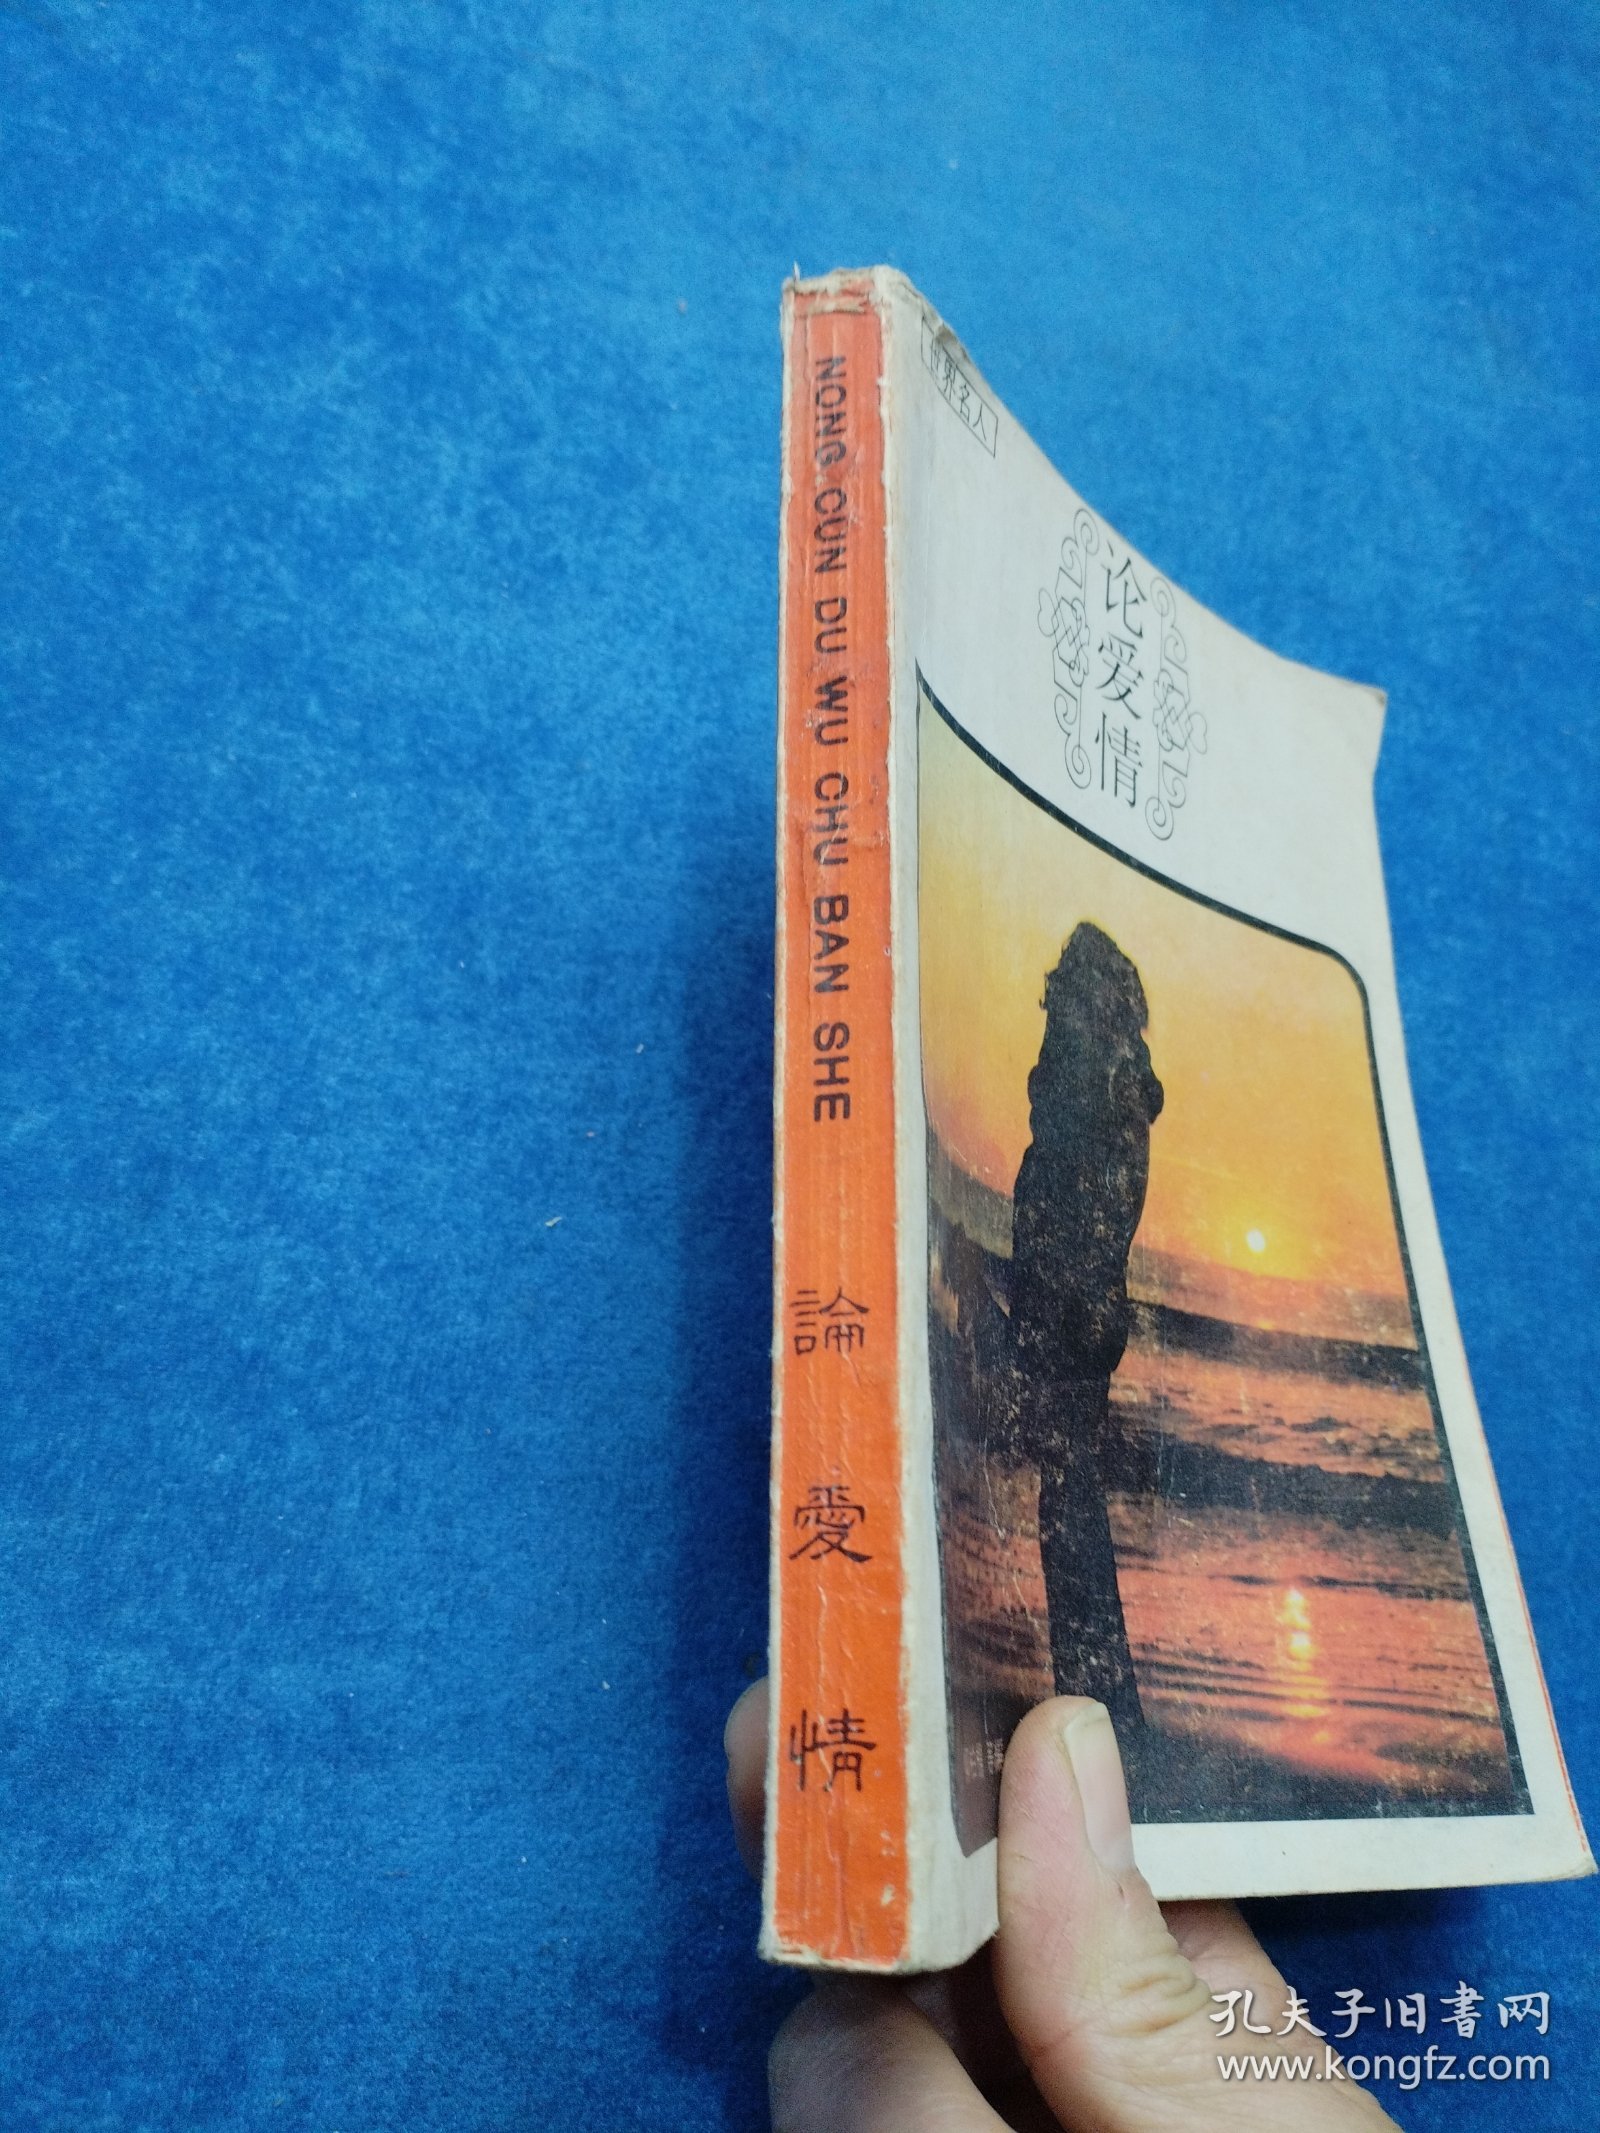 NONG CUN DU WU CHU BAN SHE
論愛情
世界名人
论爱情
孔夫子旧書网
www.kongfz.com